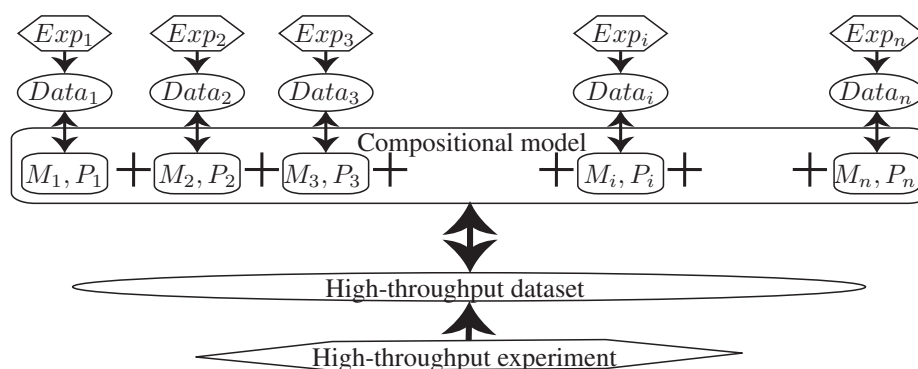 Exp₁ Exp₂ Exp₃ Expᵢ Expₙ
Data₁ Data₂ Data₃ Dataᵢ Dataₙ
Compositional model
M₁, P₁ + M₂, P₂ + M₃, P₃ + + Mᵢ, Pᵢ + + Mₙ, Pₙ
High-throughput dataset
High-throughput experiment